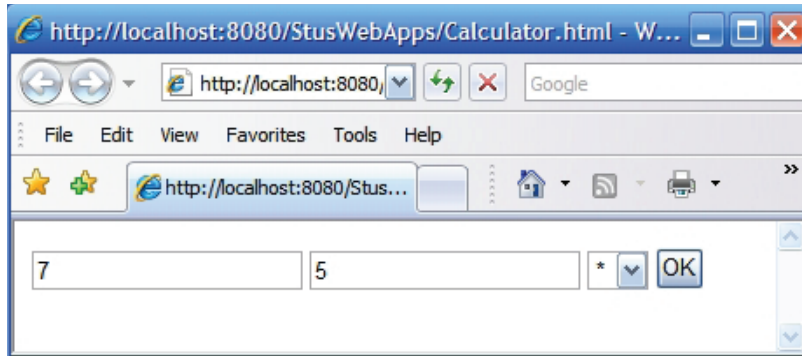 http://localhost:8080/StusWebApps/Calculator.html - W...
http://localhost:8080/ Google
File Edit View Favorites Tools Help
http://localhost:8080/Stus... »
7 5 * OK